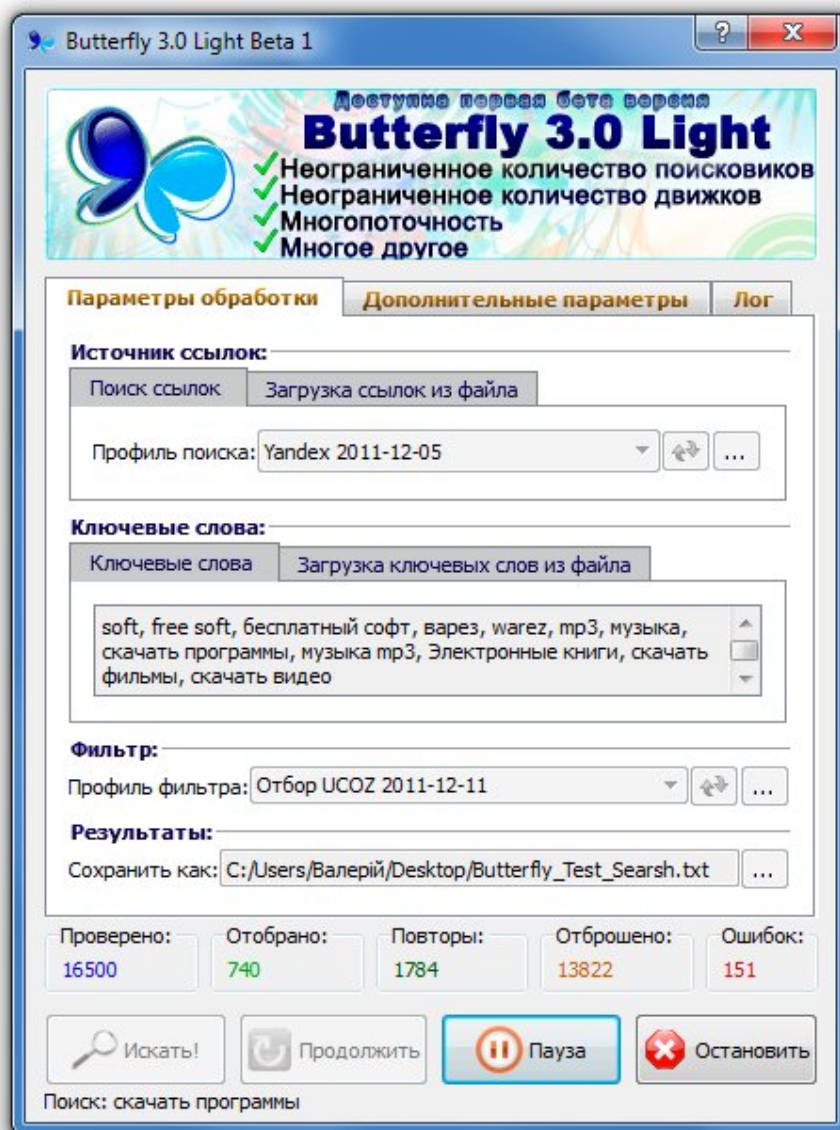 Butterfly 3.0 Light Beta 1
Доступна первая бета версия
Butterfly 3.0 Light
Неограниченное количество поисковиков
Неограниченное количество движков
Многопоточность
Многое другое
Параметры обработки Дополнительные параметры Лог
Источник ссылок:
Поиск ссылок Загрузка ссылок из файла
Профиль поиска: Yandex 2011-12-05 ...
Ключевые слова:
Ключевые слова Загрузка ключевых слов из файла
soft, free soft, бесплатный софт, варез, warez, mp3, музыка,
скачать программы, музыка mp3, Электронные книги, скачать
фильмы, скачать видео
Фильтр:
Профиль фильтра: Отбор UCOZ 2011-12-11 ...
Результаты:
Сохранить как: C:/Users/Валерій/Desktop/Butterfly_Test_Searsh.txt ...
Проверено: Отобрано: Повторы: Отброшено: Ошибок:
16500 740 1784 13822 151
Искать! Продолжить Пауза Остановить
Поиск: скачать программы